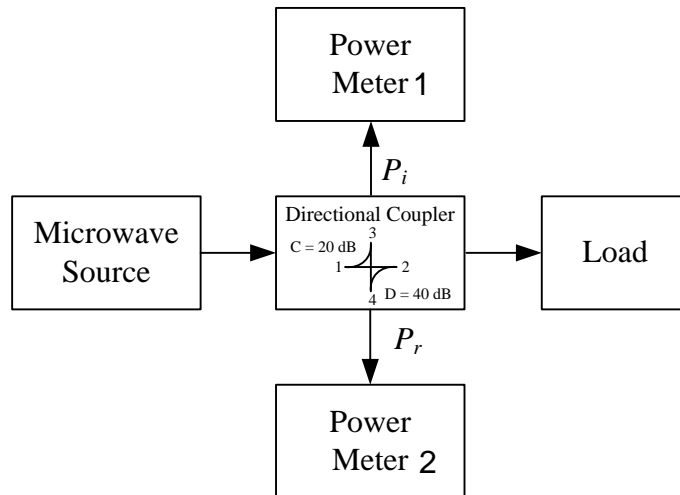 Power
Meter 1
P_i
Microwave
Source
Directional Coupler
3
C = 20 dB
1
2
4
D = 40 dB
Load
P_r
Power
Meter 2